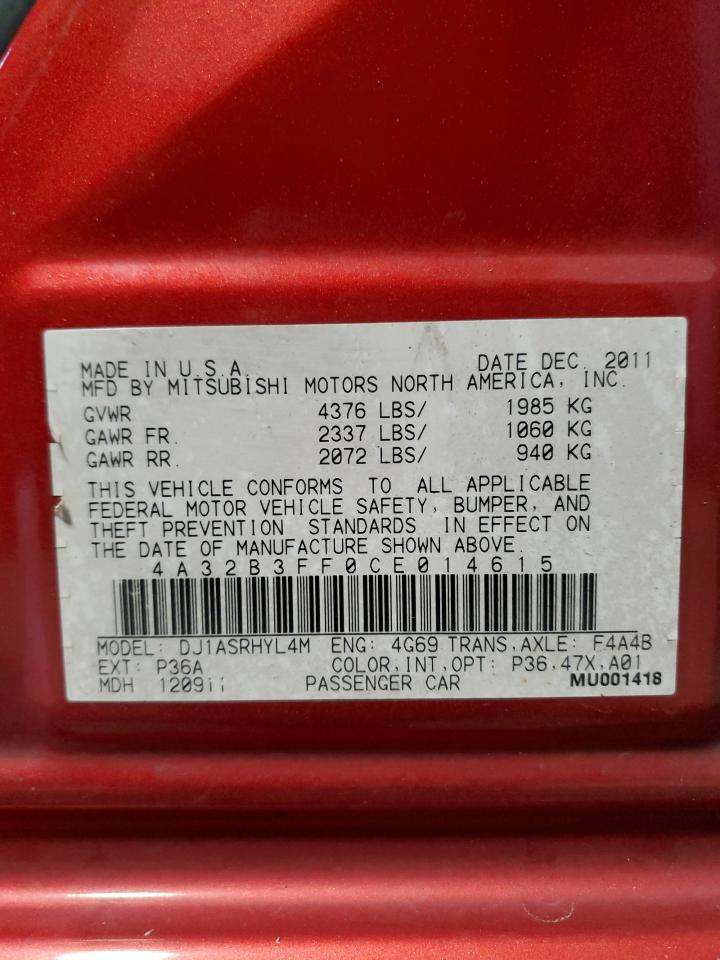 MADE IN U.S.A. DATE DEC. 2011
MFD BY MITSUBISHI MOTORS NORTH AMERICA, INC.
GVWR 4376 LBS/ 1985 KG
GAWR FR. 2337 LBS/ 1060 KG
GAWR RR. 2072 LBS/ 940 KG
THIS VEHICLE CONFORMS TO ALL APPLICABLE
FEDERAL MOTOR VEHICLE SAFETY, BUMPER, AND
THEFT PREVENTION STANDARDS IN EFFECT ON
THE DATE OF MANUFACTURE SHOWN ABOVE.
4A32B3FF0CE014615
MODEL: DJ1ASRHYL4M ENG: 4G69 TRANS,AXLE: F4A4B
EXT: P36A COLOR,INT,OPT: P36,47X,A01
MDH PASSENGER CAR MU001418